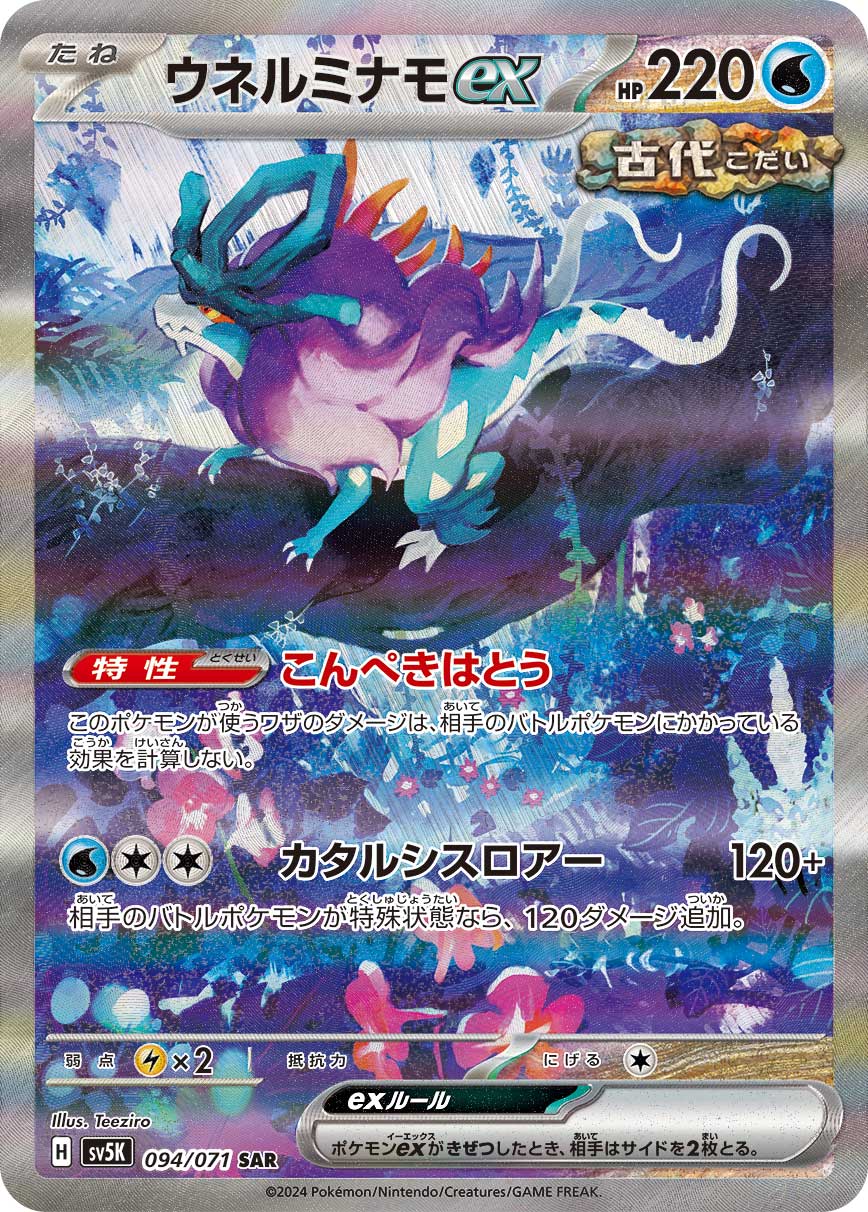 たね
ウネルミナモex
HP 220
古代 こだい
特性 とくせい
こんぺきはとう
このポケモンが使うワザのダメージは、相手のバトルポケモンにかかっている
効果を計算しない。
カタルシスロアー 120+
相手のバトルポケモンが特殊状態なら、120ダメージ追加。
弱点 ×2 抵抗力 にげる
exルール
ポケモンexがきぜつしたとき、相手はサイドを2枚とる。
Illus. Teeziro
H sv5K 094/071 SAR
©2024 Pokémon/Nintendo/Creatures/GAME FREAK.